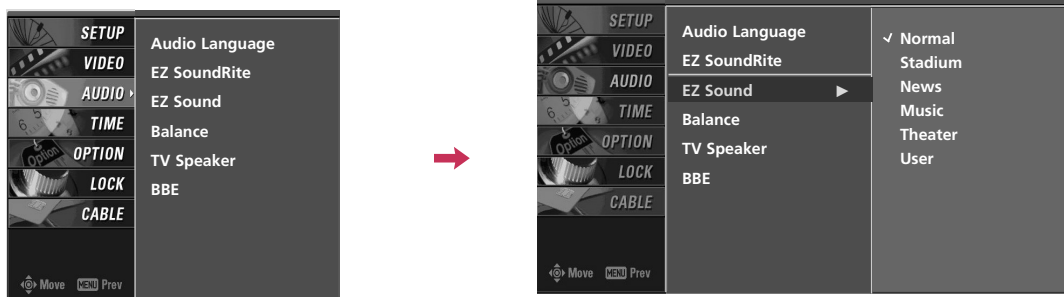 SETUP
VIDEO
AUDIO
TIME
OPTION
LOCK
CABLE
Move MENU Prev
Audio Language
EZ SoundRite
EZ Sound
Balance
TV Speaker
BBE
SETUP
VIDEO
AUDIO
TIME
OPTION
LOCK
CABLE
Move MENU Prev
Audio Language
EZ SoundRite
EZ Sound ▶
Balance
TV Speaker
BBE
✓ Normal
Stadium
News
Music
Theater
User